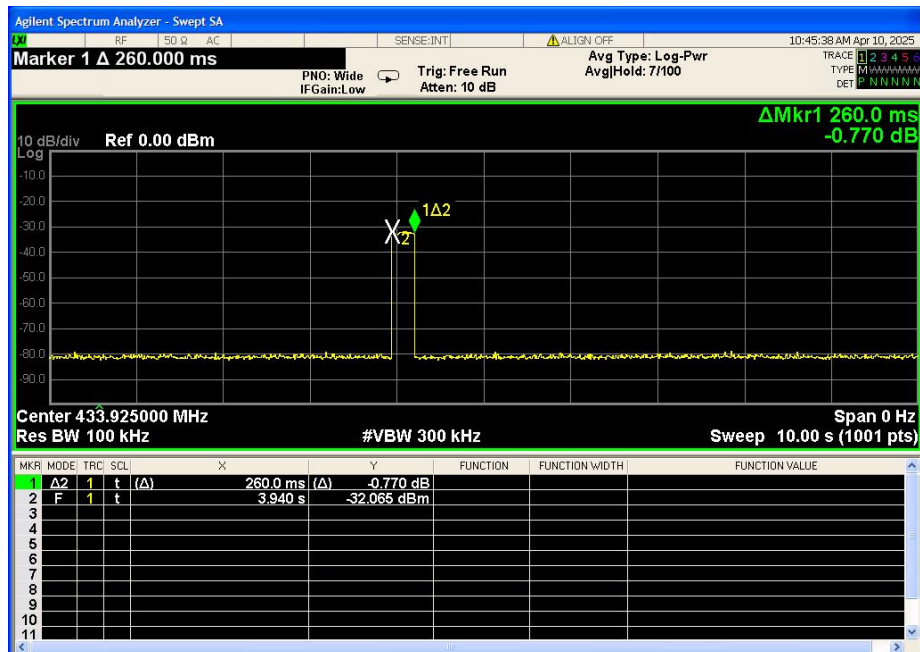 Agilent Spectrum Analyzer - Swept SA
LXI RF 50 Ω AC SENSE:INT ALIGN OFF 10:45:38 AM Apr 10, 2025
Marker 1 Δ 260.000 ms Avg Type: Log-Pwr TRACE 1 2 3 4 5 6
PNO: Wide Trig: Free Run Avg|Hold: 7/100 TYPE M WWWWW
IFGain:Low Atten: 10 dB DET P N N N N N
ΔMkr1 260.0 ms
10 dB/div Ref 0.00 dBm -0.770 dB
Log
-10.0
-20.0
1Δ2
-30.0
2
-40.0
-50.0
-60.0
-70.0
-80.0
-90.0
Center 433.925000 MHz Span 0 Hz
Res BW 100 kHz #VBW 300 kHz Sweep 10.00 s (1001 pts)
MKR MODE TRC SCL X Y FUNCTION FUNCTION WIDTH FUNCTION VALUE
1 Δ2 1 t (Δ) 260.0 ms (Δ) -0.770 dB
2 F 1 t 3.940 s -32.065 dBm
3
4
5
6
7
8
9
10
11